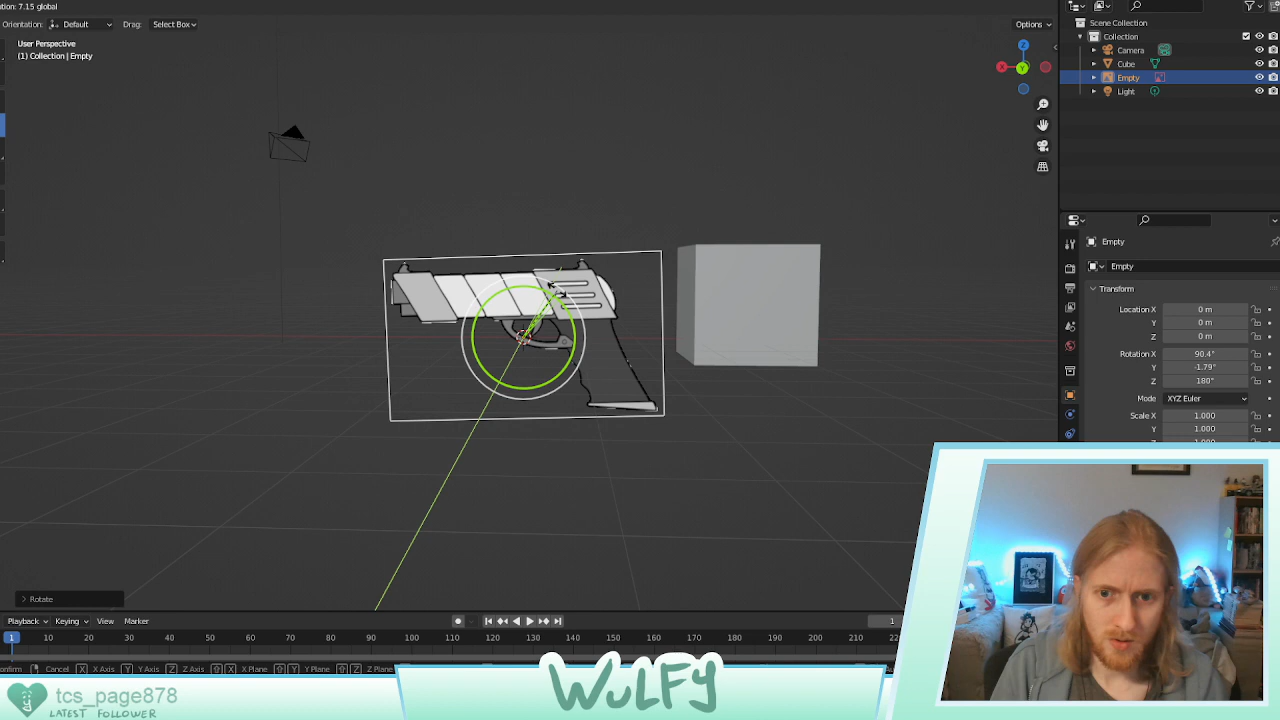 ation: 7.15 global
Orientation: Default Drag: Select Box Options
User Perspective
(1) Collection | Empty
Z
X
Y
Scene Collection
Collection
Camera
Cube
Empty
Light
Empty
Empty
Transform
Location X 0 m
Y 0 m
Z 0 m
Rotation X 90.4°
Y -1.79°
Z 180°
Mode XYZ Euler
Scale X 1.000
Y 1.000
Rotate
Playback Keying View Marker 1
1 10 20 30 40 50 60 70 80 90 100 110 120 130 140 150 160 170 180 190 200 210 22
onfirm Cancel X X Axis Y Y Axis Z Z Axis X X Plane Y Y Plane Z Z Plane
tcs_page878
LATEST FOLLOWER
WULFY